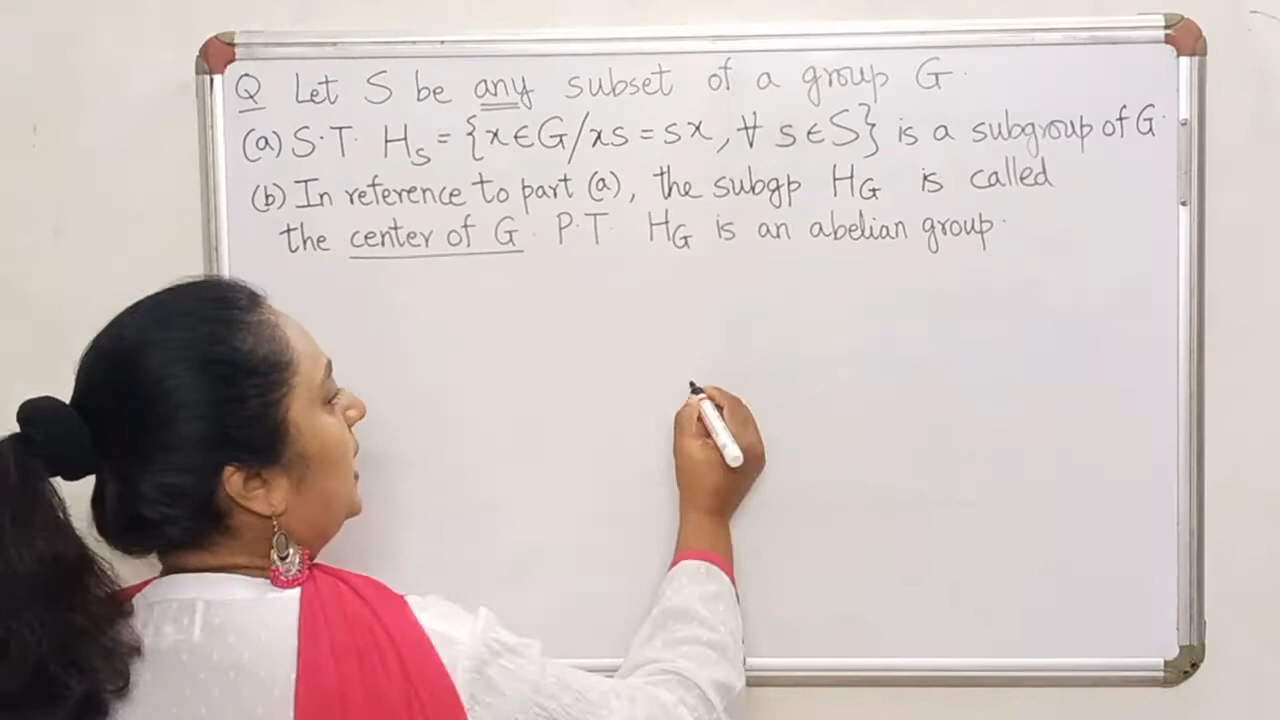 Q Let S be any subset of a group G.
(a) S.T. H_S = {x∈G/xs = sx, ∀ s∈S} is a subgroup of G.
(b) In reference to part (a), the subgp H_G is called
the center of G. P.T. H_G is an abelian group.